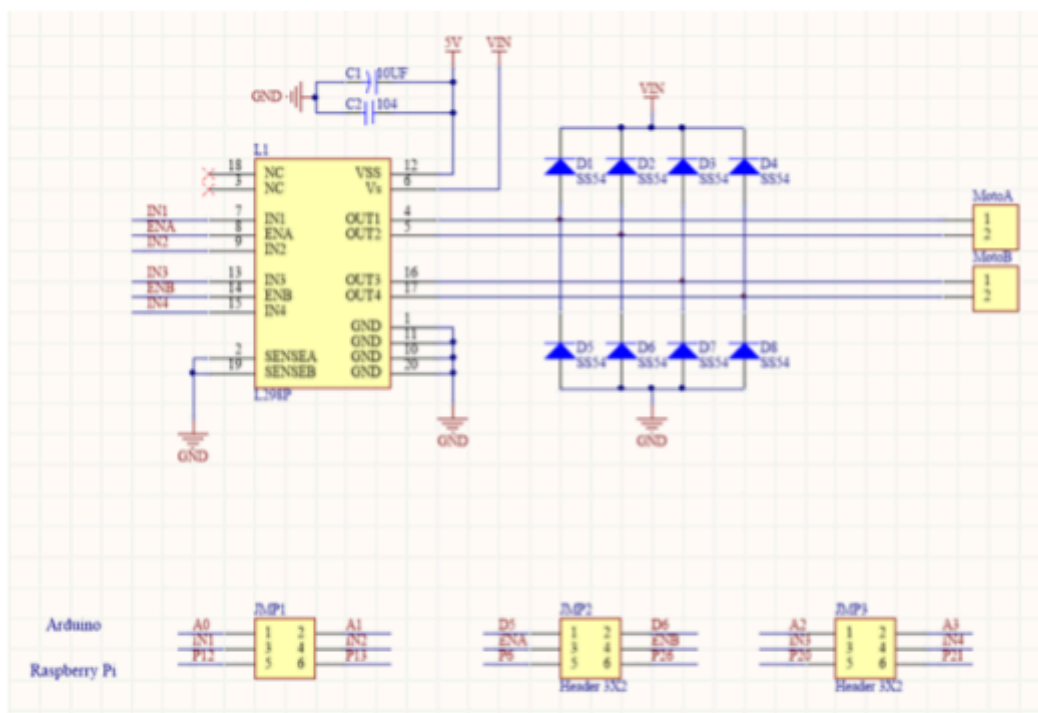 5V VIN
C1 10UF
GND
C2 104
VIN
L1
18 NC VSS 12
3 NC Vs 6
D1 D2 D3 D4
SS54 SS54 SS54 SS54
MotoA
IN1 7 IN1 OUT1 4 1
ENA 8 ENA OUT2 5 2
IN2 9 IN2
MotoB
IN3 13 IN3 OUT3 16 1
ENB 14 ENB OUT4 17 2
IN4 15 IN4
GND 1
GND 11
2 SENSEA GND 10
19 SENSEB GND 20
D5 D6 D7 D8
SS54 SS54 SS54 SS54
L298P
GND GND
GND
JMP1 JMP2 JMP3
Arduino A0 1 2 A1 D5 1 2 D6 A2 1 2 A3
IN1 3 4 IN2 ENA 3 4 ENB IN3 3 4 IN4
Raspberry Pi P12 5 6 P13 P6 5 6 P26 P20 5 6 P21
Header 3X2 Header 3X2